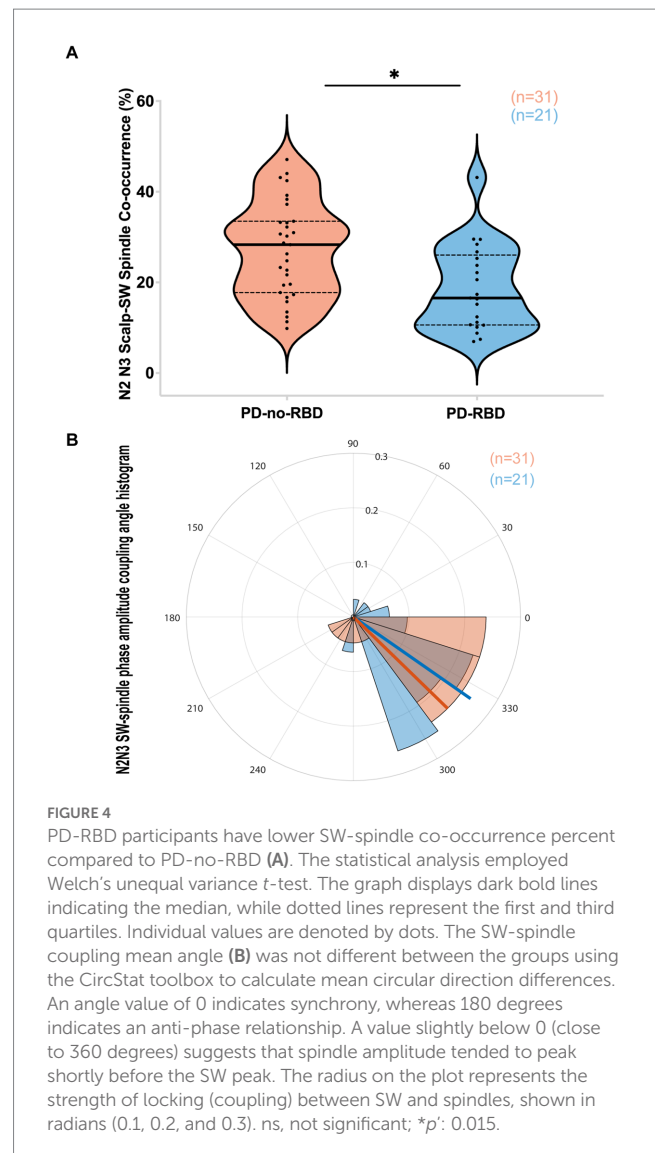 A
*
(n=31)
(n=21)
N2 N3 Scalp-SW Spindle Co-occurrence (%)
60
40
20
0
PD-no-RBD
PD-RBD
B
N2N3 SW-spindle phase amplitude coupling angle histogram
(n=31)
(n=21)
90
0.3
120
60
0.2
150
30
0.1
180
0
210
330
240
300
FIGURE 4
PD-RBD participants have lower SW-spindle co-occurrence percent
compared to PD-no-RBD (A). The statistical analysis employed
Welch's unequal variance t-test. The graph displays dark bold lines
indicating the median, while dotted lines represent the first and third
quartiles. Individual values are denoted by dots. The SW-spindle
coupling mean angle (B) was not different between the groups using
the CircStat toolbox to calculate mean circular direction differences.
An angle value of 0 indicates synchrony, whereas 180 degrees
indicates an anti-phase relationship. A value slightly below 0 (close
to 360 degrees) suggests that spindle amplitude tended to peak
shortly before the SW peak. The radius on the plot represents the
strength of locking (coupling) between SW and spindles, shown in
radians (0.1, 0.2, and 0.3). ns, not significant; *p': 0.015.